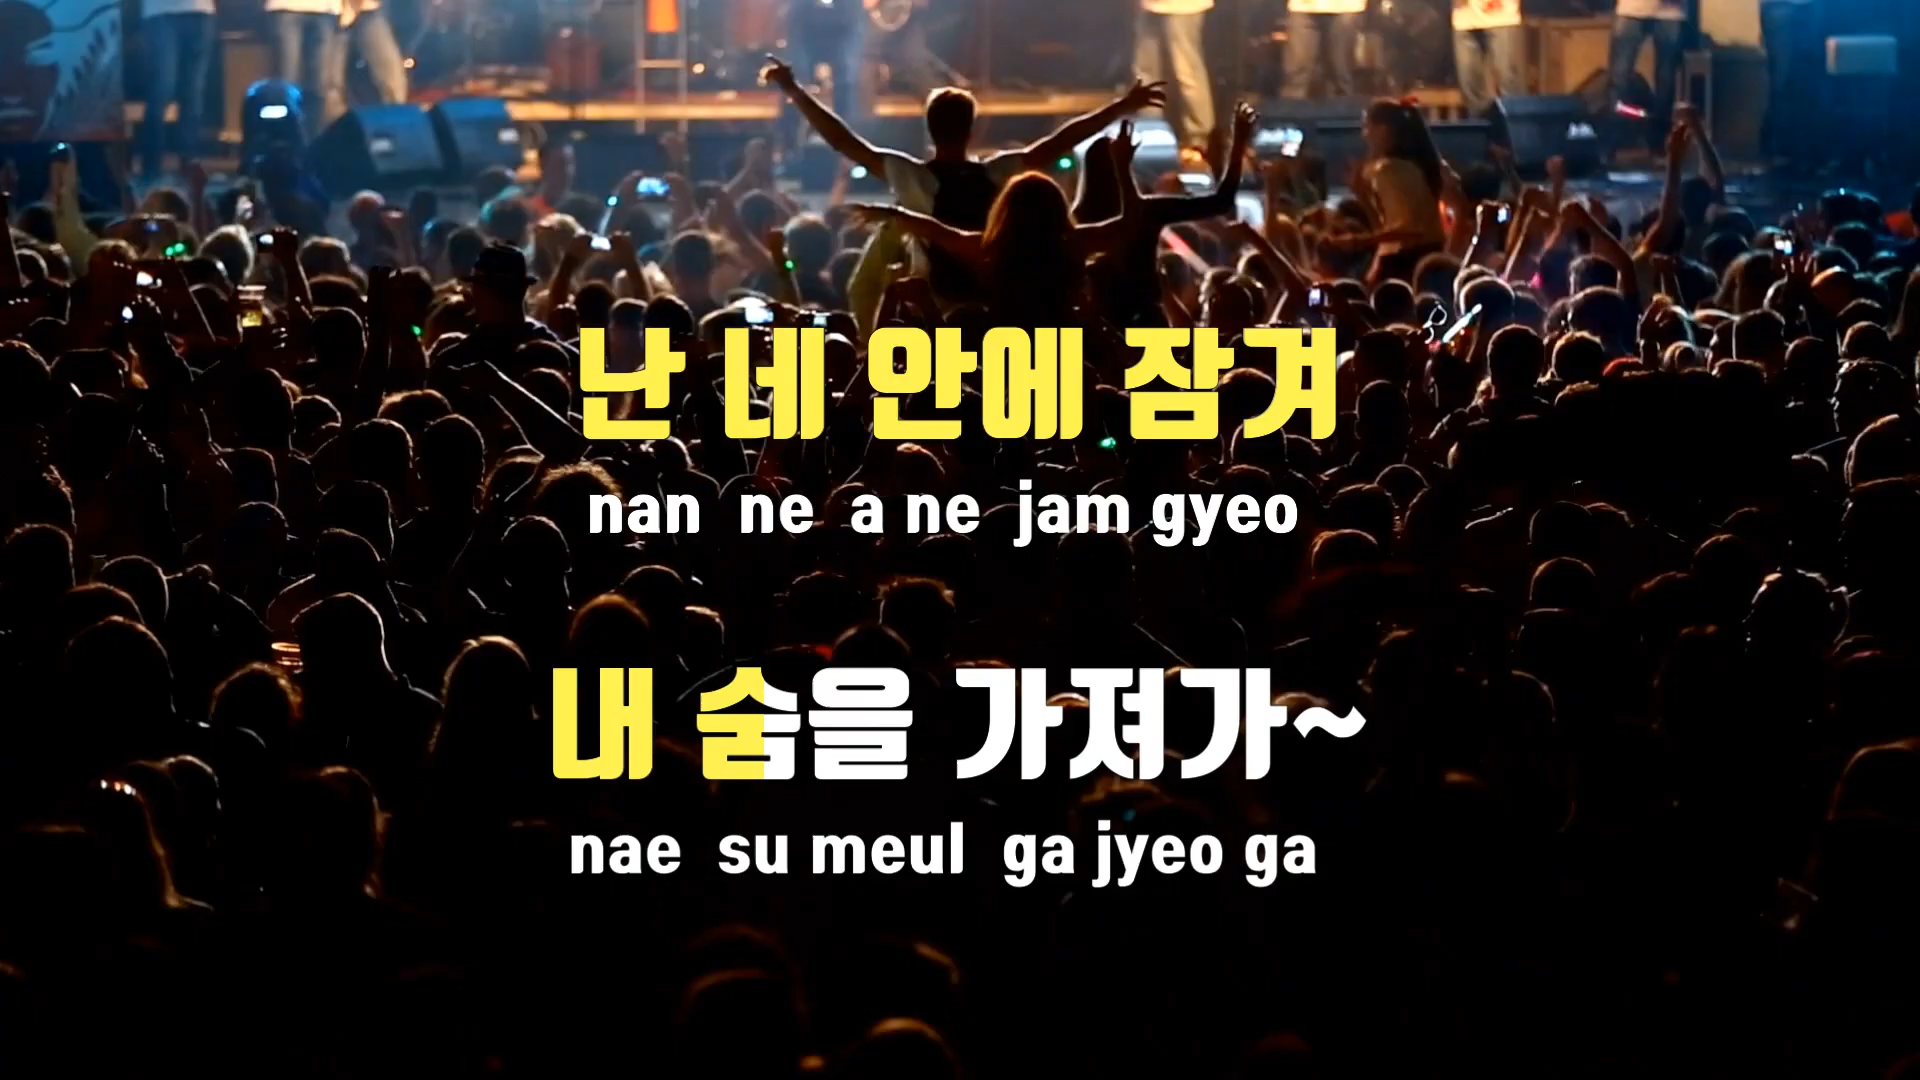 난 네 안에 잠겨
nan ne a ne jam gyeo
내 숨을 가져가~
nae su meul ga jyeo ga